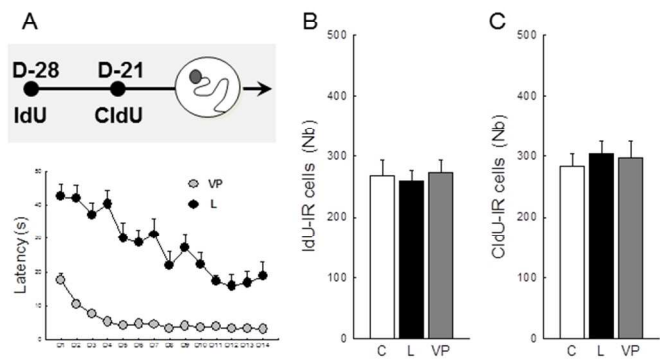 A
D-28 D-21
IdU CldU
VP
L
Latency (s)
50
40
30
20
10
0
D1 D2 D3 D4 D5 D6 D7 D8 D9 D10 D11 D12 D13 D14
B
IdU-IR cells (Nb)
500
400
300
200
100
0
C L VP
C
CldU-IR cells (Nb)
500
400
300
200
100
0
C L VP